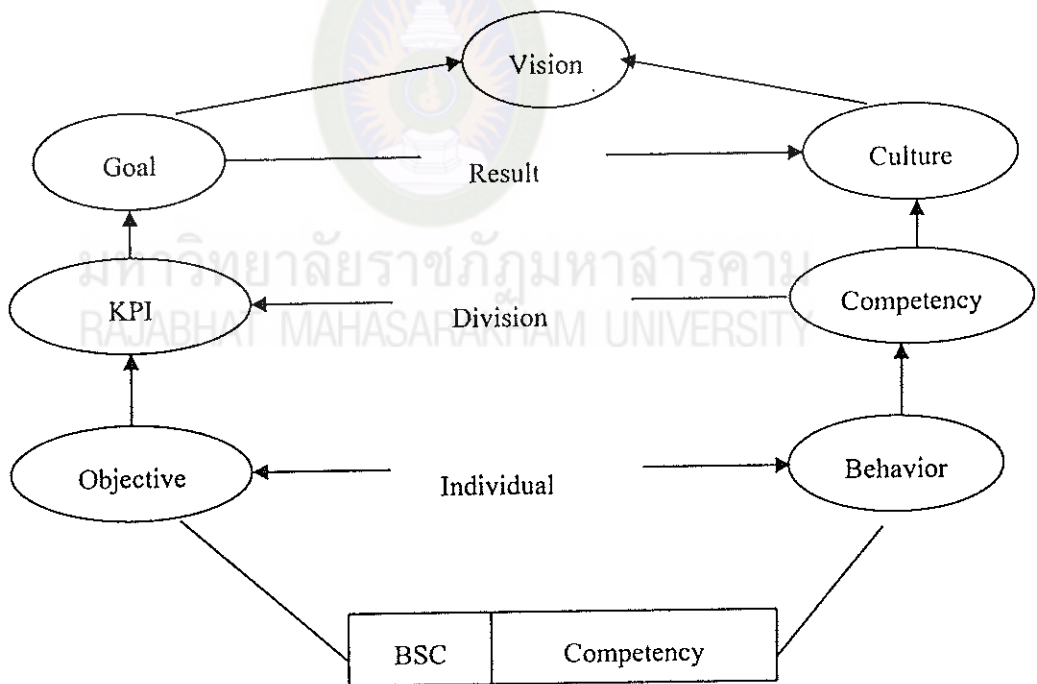 Vision
Goal
Result
Culture
มหาวิทยาลัยราชภัฏมหาสารคาม
KPI
Division
Competency
RAJABHAT MAHASARAKHAM UNIVERSITY
Objective
Individual
Behavior
BSC
Competency